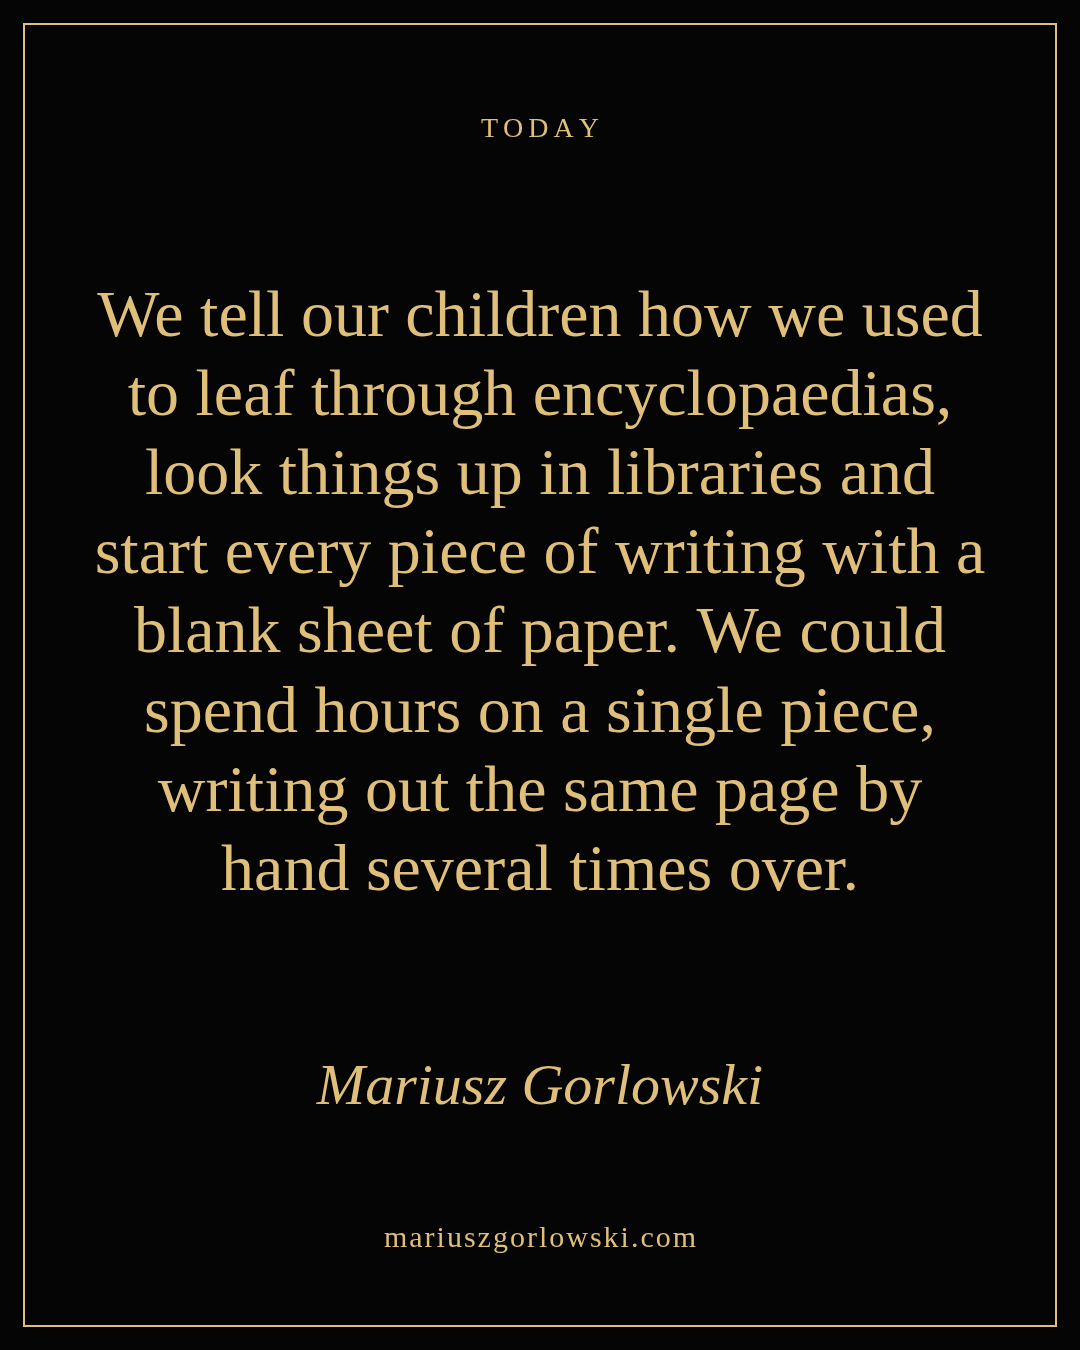 TODAY
We tell our children how we used
to leaf through encyclopaedias,
look things up in libraries and
start every piece of writing with a
blank sheet of paper. We could
spend hours on a single piece,
writing out the same page by
hand several times over.
Mariusz Gorlowski
mariuszgorlowski.com